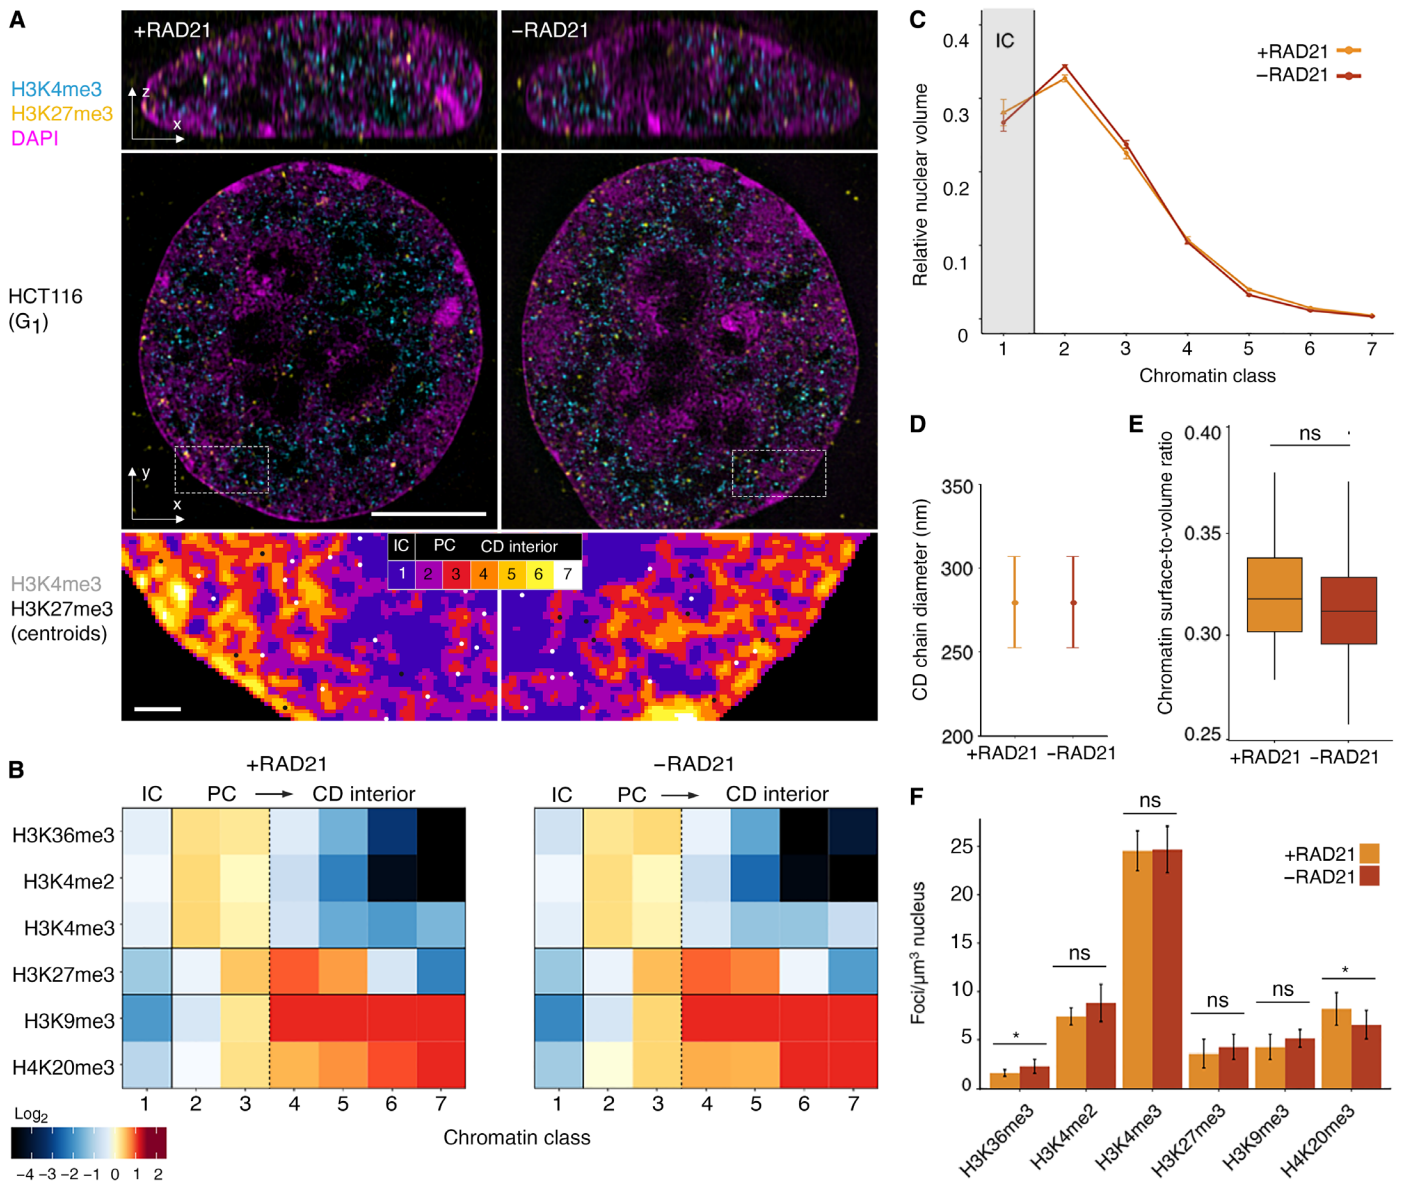 A
+RAD21
−RAD21
H3K4me3
H3K27me3
DAPI
z
x
HCT116
(G1)
y
x
H3K4me3
H3K27me3
(centroids)
IC PC CD interior
1 2 3 4 5 6 7
B
+RAD21
−RAD21
IC PC → CD interior
IC PC → CD interior
H3K36me3
H3K4me2
H3K4me3
H3K27me3
H3K9me3
H4K20me3
1 2 3 4 5 6 7
1 2 3 4 5 6 7
Chromatin class
Log2
−4 −3 −2 −1 0 1 2
C
IC
+RAD21
−RAD21
Relative nuclear volume
0.4
0.3
0.2
0.1
0
1 2 3 4 5 6 7
Chromatin class
D
CD chain diameter (nm)
350
300
250
200
+RAD21 −RAD21
E
Chromatin surface-to-volume ratio
0.40
0.35
0.30
0.25
ns
+RAD21 −RAD21
F
Foci/µm³ nucleus
25
20
15
10
5
0
+RAD21
−RAD21
* ns ns ns ns *
H3K36me3
H3K4me2
H3K4me3
H3K27me3
H3K9me3
H4K20me3